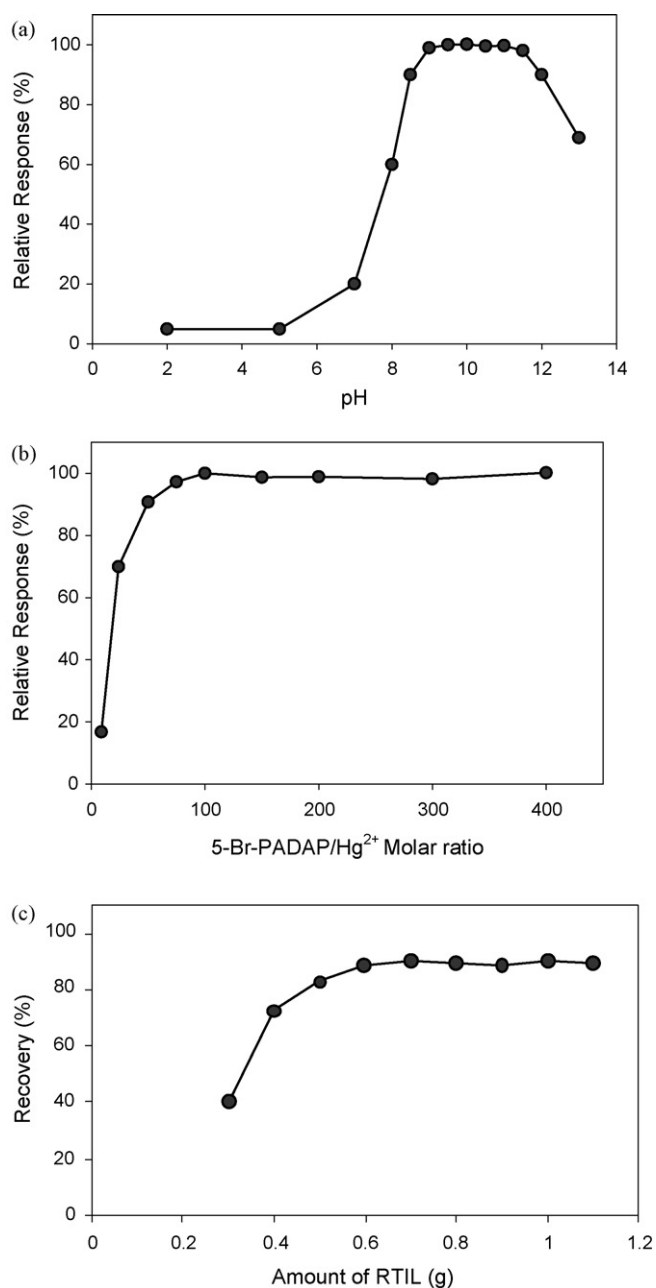 (a)
Relative Response (%)
100
80
60
40
20
0
0 2 4 6 8 10 12 14
pH
(b)
Relative Response (%)
100
80
60
40
20
0
0 100 200 300 400
5-Br-PADAP/Hg²⁺ Molar ratio
(c)
Recovery (%)
100
80
60
40
20
0
0 0.2 0.4 0.6 0.8 1 1.2
Amount of RTIL (g)